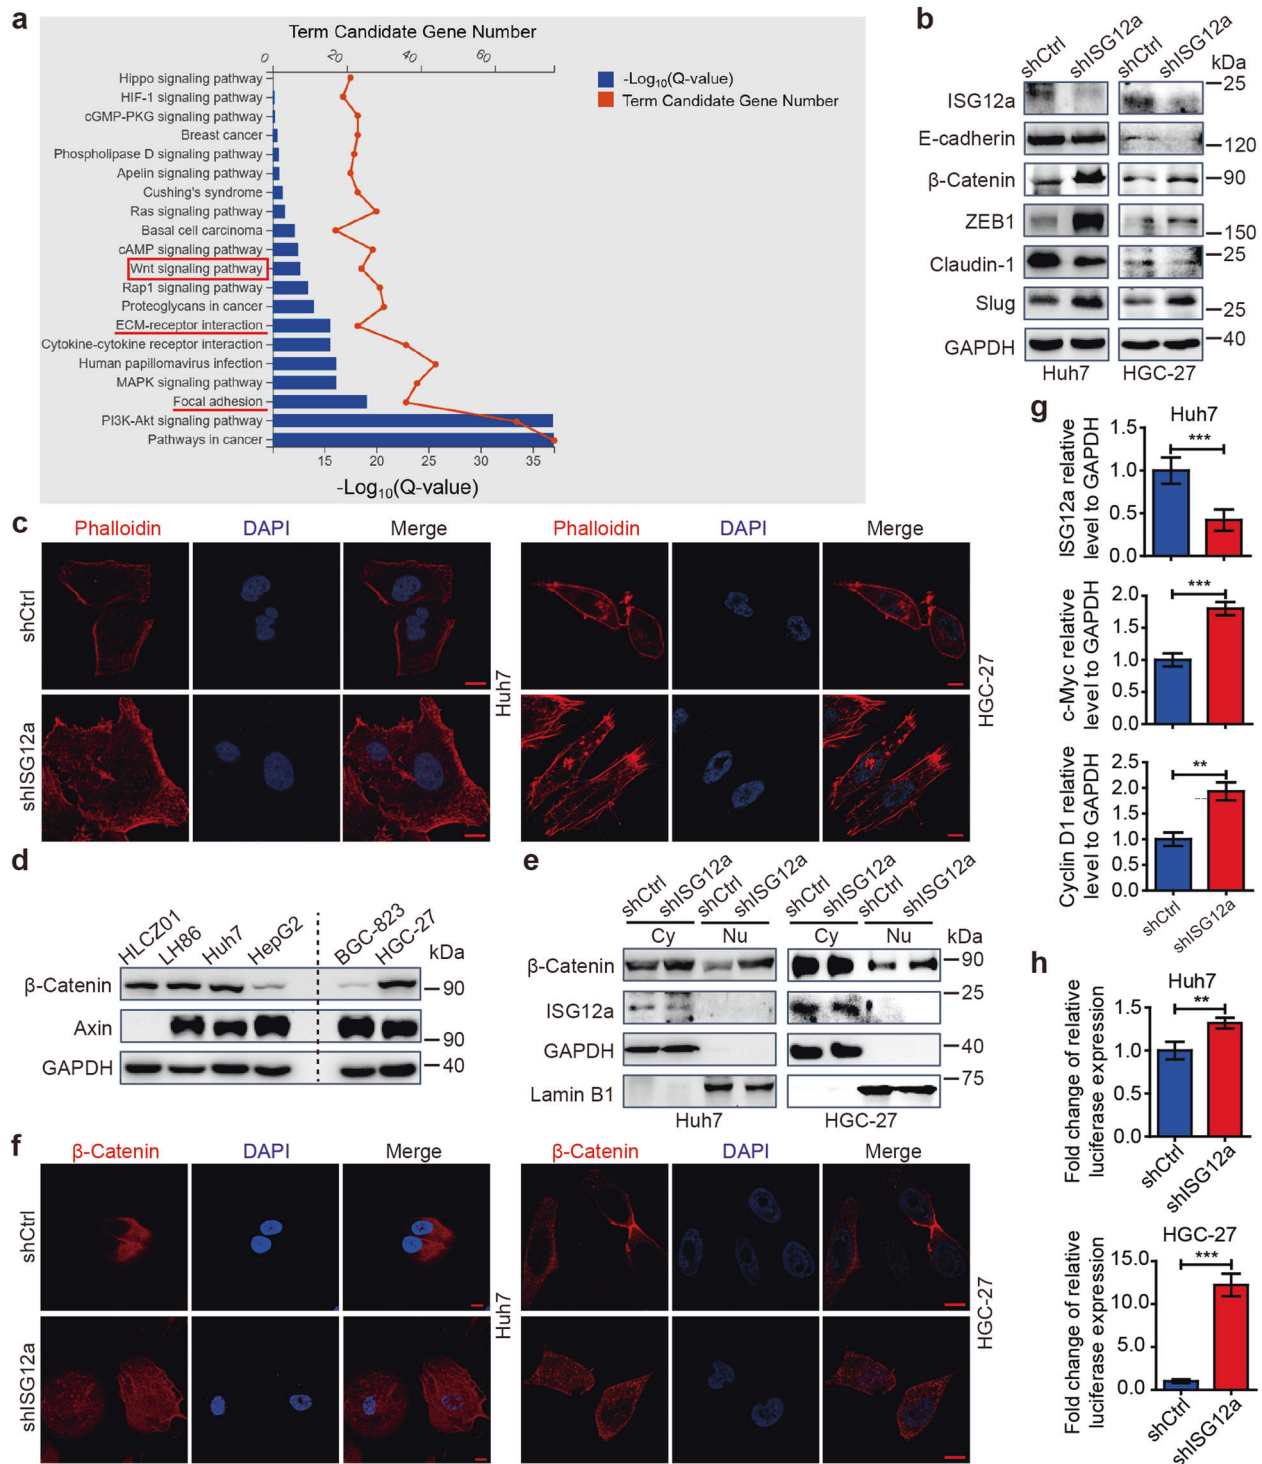 a
Term Candidate Gene Number
0 20 40 60
Hippo signaling pathway
HIF-1 signaling pathway
cGMP-PKG signaling pathway
Breast cancer
Phospholipase D signaling pathway
Apelin signaling pathway
Cushing's syndrome
Ras signaling pathway
Basal cell carcinoma
cAMP signaling pathway
Wnt signaling pathway
Rap1 signaling pathway
Proteoglycans in cancer
ECM-receptor interaction
Cytokine-cytokine receptor interaction
Human papillomavirus infection
MAPK signaling pathway
Focal adhesion
PI3K-Akt signaling pathway
Pathways in cancer
15 20 25 30 35
-Log10(Q-value)
-Log10(Q-value)
Term Candidate Gene Number
b
shCtrl shISG12a shCtrl shISG12a
kDa
ISG12a 25
E-cadherin 120
β-Catenin 90
ZEB1 150
Claudin-1 25
Slug 25
GAPDH 40
Huh7 HGC-27
c
Phalloidin DAPI Merge Phalloidin DAPI Merge
shCtrl
shISG12a
Huh7
HGC-27
d
HLCZ01 LH86 Huh7 HepG2 BGC-823 HGC-27
kDa
β-Catenin 90
Axin 90
GAPDH 40
e
shCtrl shISG12a shCtrl shISG12a shCtrl shISG12a shCtrl shISG12a
Cy Nu Cy Nu kDa
β-Catenin 90
ISG12a 25
GAPDH 40
Lamin B1 75
Huh7 HGC-27
f
β-Catenin DAPI Merge β-Catenin DAPI Merge
shCtrl
shISG12a
Huh7
HGC-27
g
Huh7
ISG12a relative
level to GAPDH
1.5
1.0
0.5
0.0
***
c-Myc relative
level to GAPDH
2.0
1.5
1.0
0.5
0.0
***
Cyclin D1 relative
level to GAPDH
2.5
2.0
1.5
1.0
0.5
0.0
**
shCtrl shISG12a
h
Huh7
Fold change of relative
luciferase expression
1.5
1.0
0.5
0.0
**
shCtrl shISG12a
HGC-27
Fold change of relative
luciferase expression
15.0
10.0
5.0
0.0
***
shCtrl shISG12a